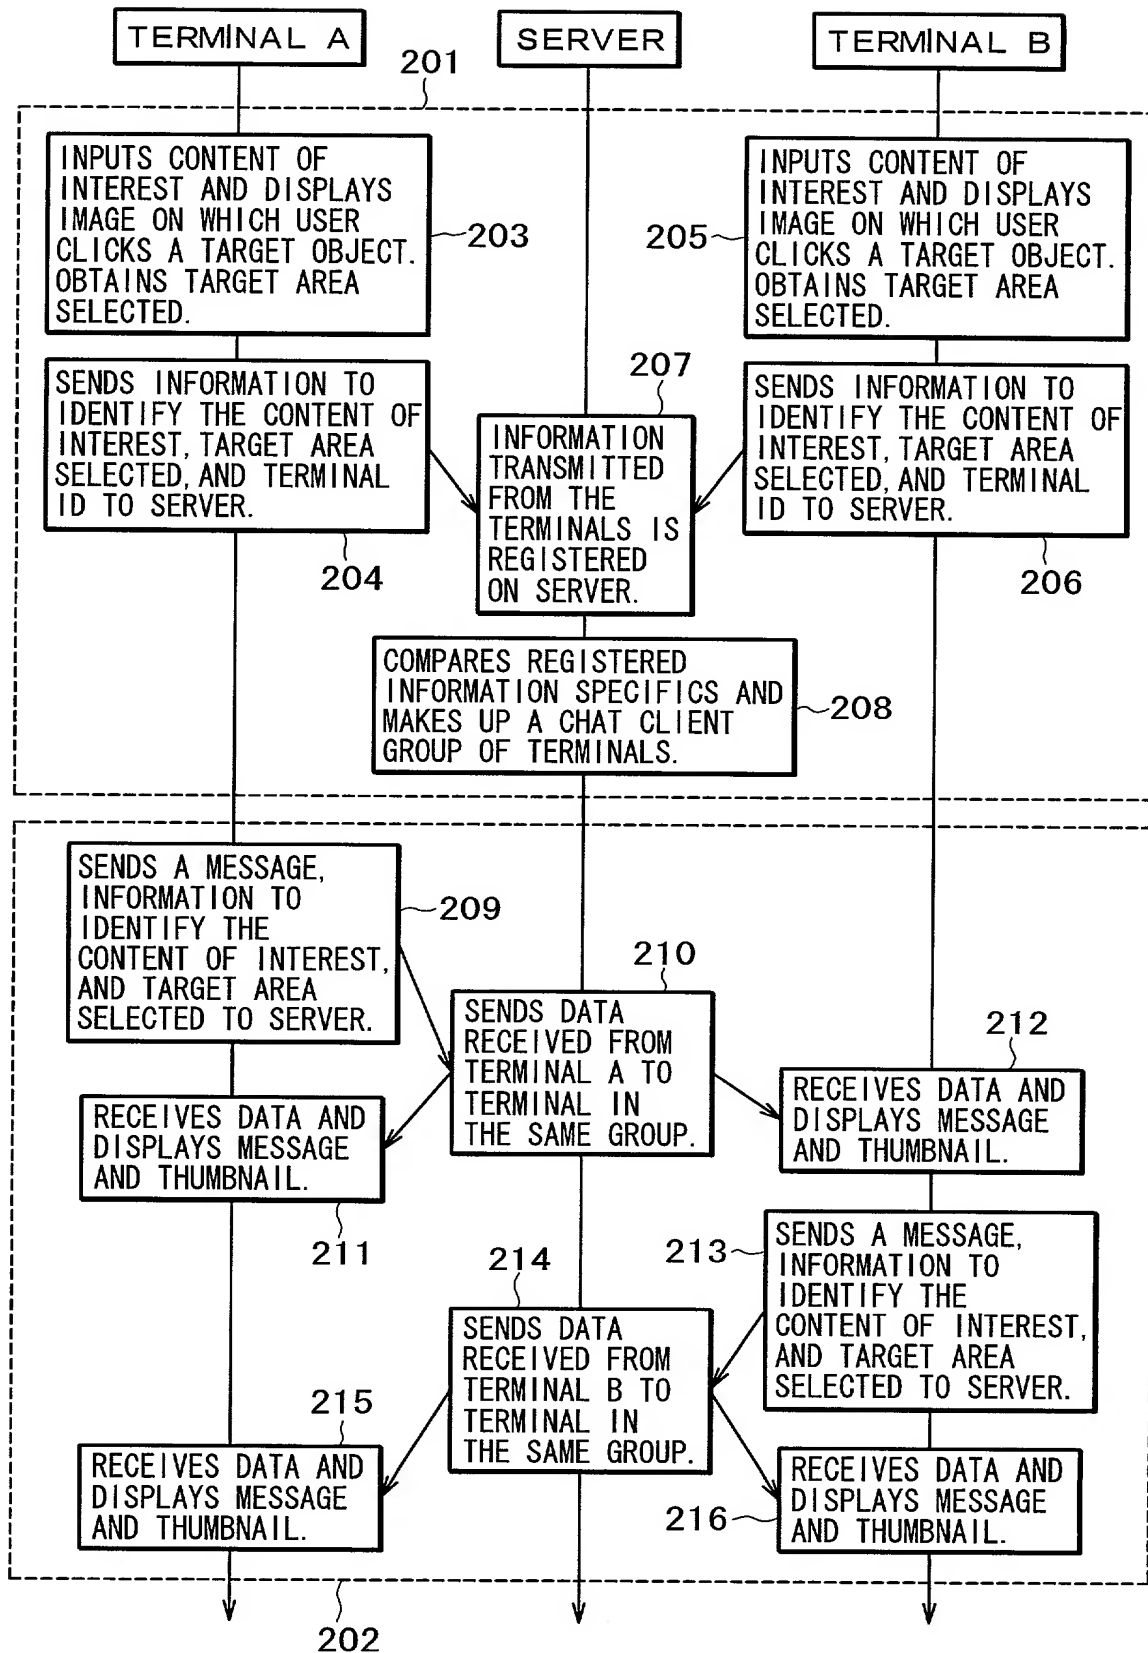 TERMINAL A
SERVER
TERMINAL B
201
INPUTS CONTENT OF
INTEREST AND DISPLAYS
IMAGE ON WHICH USER
CLICKS A TARGET OBJECT.
OBTAINS TARGET AREA
SELECTED.
203
205
INPUTS CONTENT OF
INTEREST AND DISPLAYS
IMAGE ON WHICH USER
CLICKS A TARGET OBJECT.
OBTAINS TARGET AREA
SELECTED.
SENDS INFORMATION TO
IDENTIFY THE CONTENT OF
INTEREST, TARGET AREA
SELECTED, AND TERMINAL
ID TO SERVER.
204
207
INFORMATION
TRANSMITTED
FROM THE
TERMINALS IS
REGISTERED
ON SERVER.
SENDS INFORMATION TO
IDENTIFY THE CONTENT OF
INTEREST, TARGET AREA
SELECTED, AND TERMINAL
ID TO SERVER.
206
COMPARES REGISTERED
INFORMATION SPECIFICS AND
MAKES UP A CHAT CLIENT
GROUP OF TERMINALS.
208
SENDS A MESSAGE,
INFORMATION TO
IDENTIFY THE
CONTENT OF INTEREST,
AND TARGET AREA
SELECTED TO SERVER.
209
210
SENDS DATA
RECEIVED FROM
TERMINAL A TO
TERMINAL IN
THE SAME GROUP.
212
RECEIVES DATA AND
DISPLAYS MESSAGE
AND THUMBNAIL.
RECEIVES DATA AND
DISPLAYS MESSAGE
AND THUMBNAIL.
211
213
SENDS A MESSAGE,
INFORMATION TO
IDENTIFY THE
CONTENT OF INTEREST,
AND TARGET AREA
SELECTED TO SERVER.
214
SENDS DATA
RECEIVED FROM
TERMINAL B TO
TERMINAL IN
THE SAME GROUP.
215
RECEIVES DATA AND
DISPLAYS MESSAGE
AND THUMBNAIL.
216
RECEIVES DATA AND
DISPLAYS MESSAGE
AND THUMBNAIL.
202